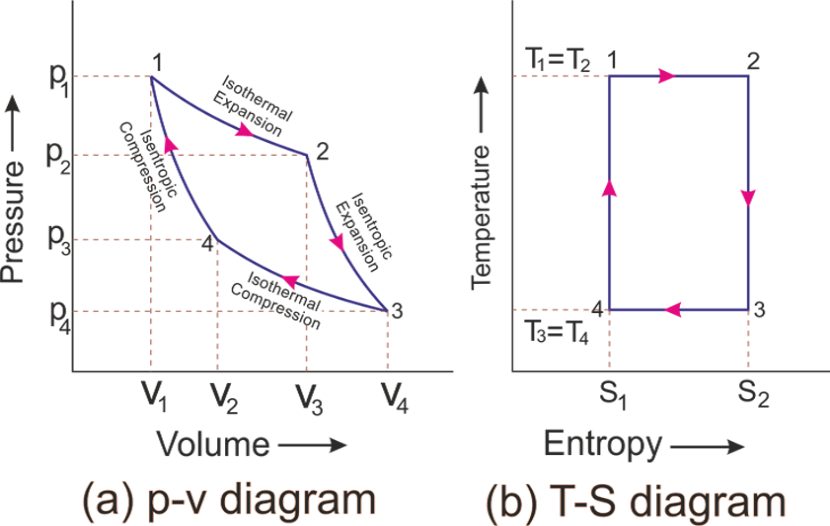 p1
p2
p3
p4
Pressure
1
2
3
4
Isothermal
Expansion
Isentropic
Expansion
Isothermal
Compression
Isentropic
Compression
V1 V2 V3 V4
Volume
(a) p-v diagram
Temperature
T1=T2
T3=T4
1
2
3
4
S1 S2
Entropy
(b) T-S diagram